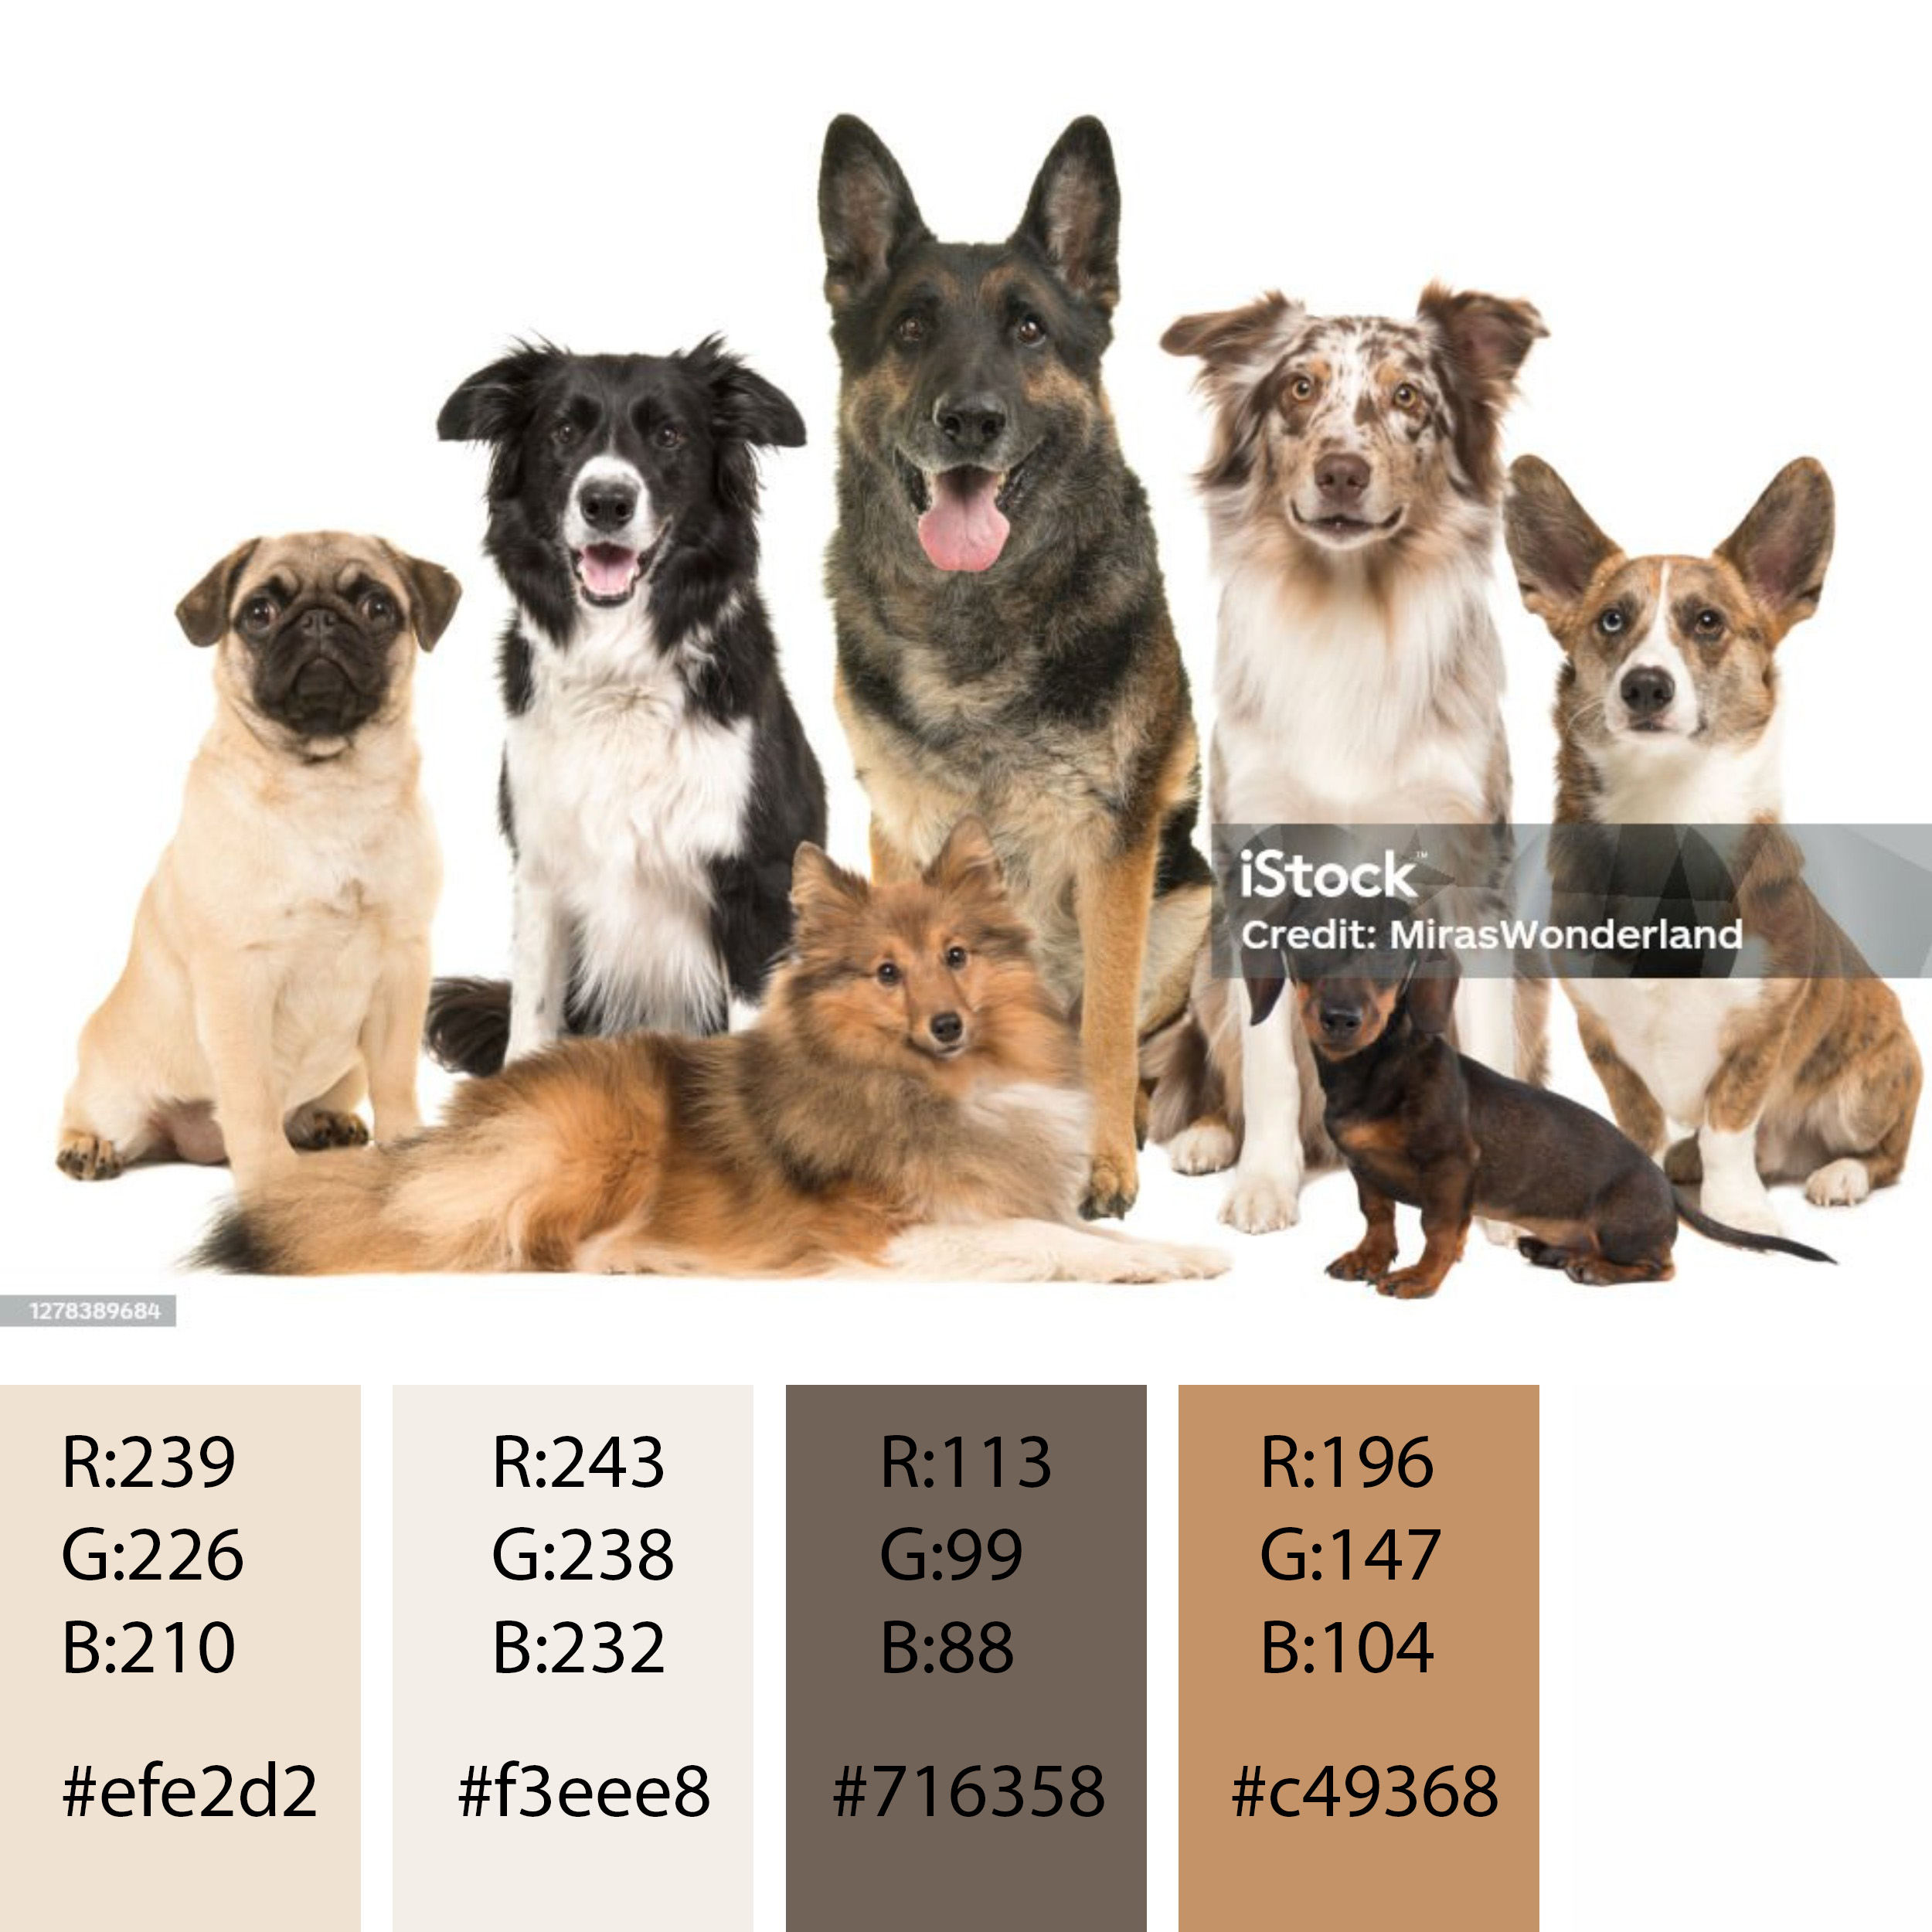 iStock™
Credit: MirasWonderland
1278389684
R:239
G:226
B:210
#efe2d2
R:243
G:238
B:232
#f3eee8
R:113
G:99
B:88
#716358
R:196
G:147
B:104
#c49368